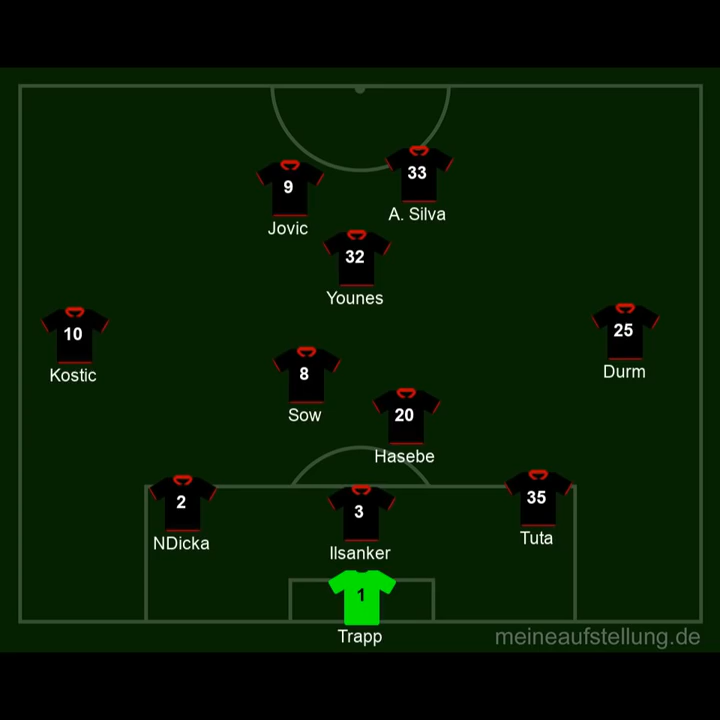 33
9
A. Silva
Jovic
32
Younes
10
25
Kostic
Durm
8
Sow
20
Hasebe
2
3
35
NDicka
Ilsanker
Tuta
1
Trapp
meineaufstellung.de